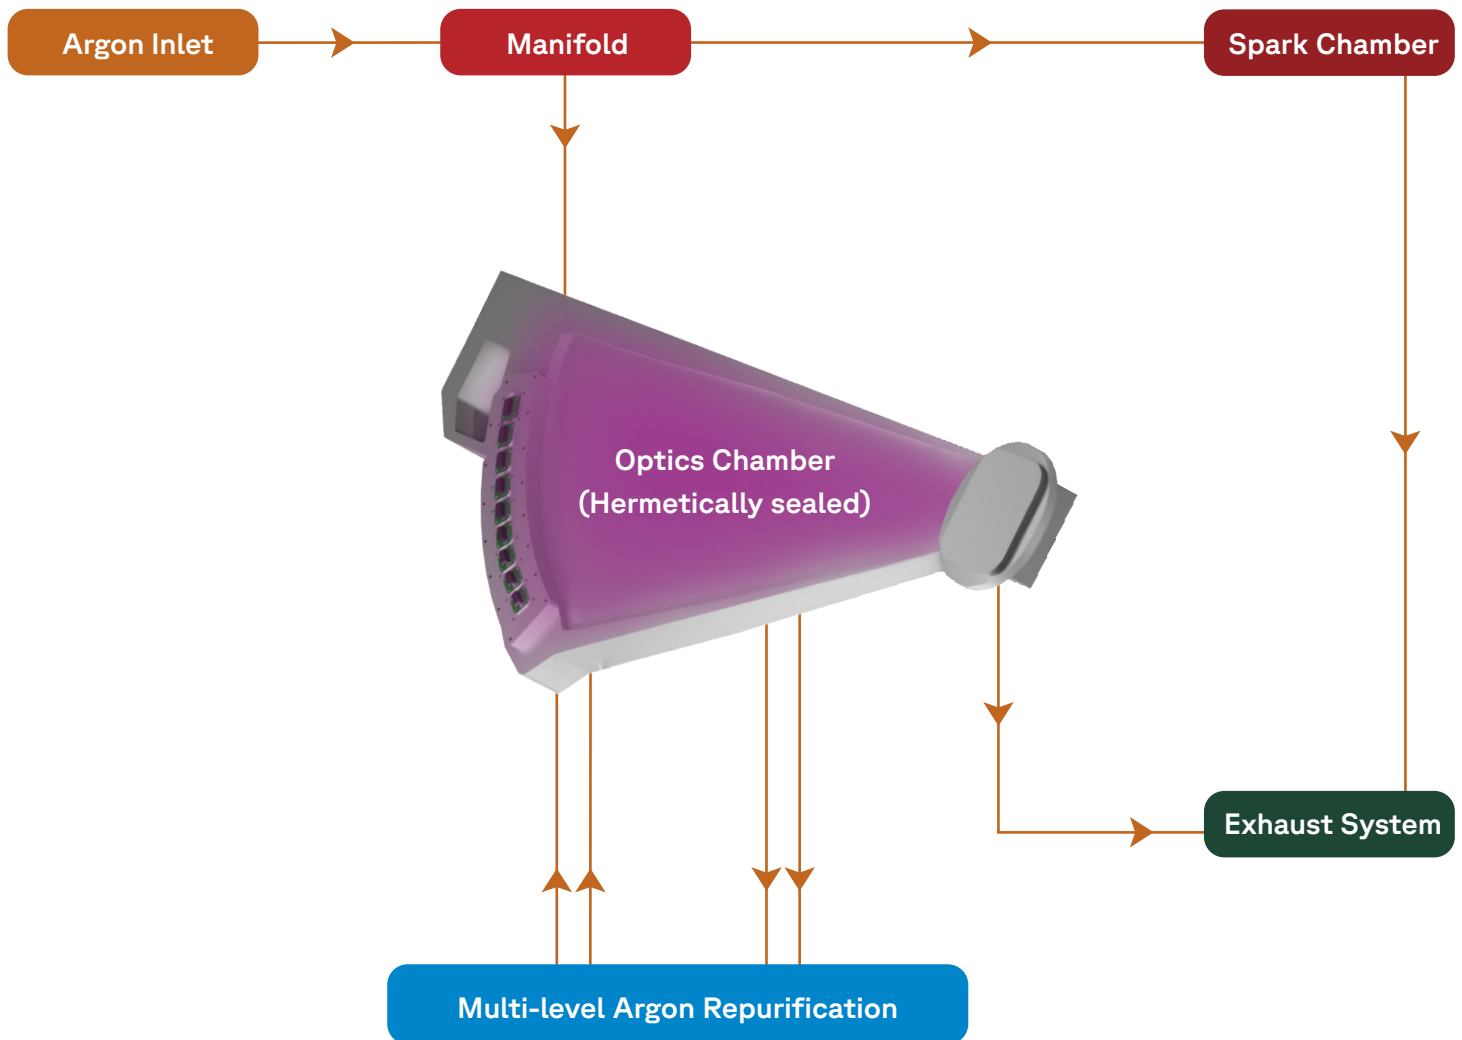 Argon Inlet
Manifold
Spark Chamber
Optics Chamber
(Hermetically sealed)
Exhaust System
Multi-level Argon Repurification